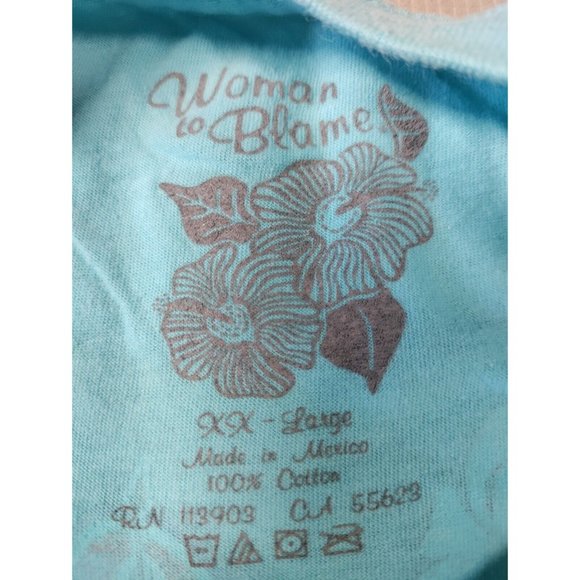 Woman
to Blame
XX-Large
Made in Mexico
100% Cotton
RN 113903 CA 55623